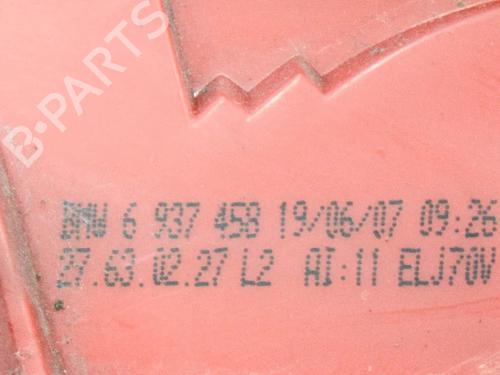 B-PARTS
BMW 6 937 458 19/06/07 09:26
27.63.02.27 L2 AI:11 ELJ70V